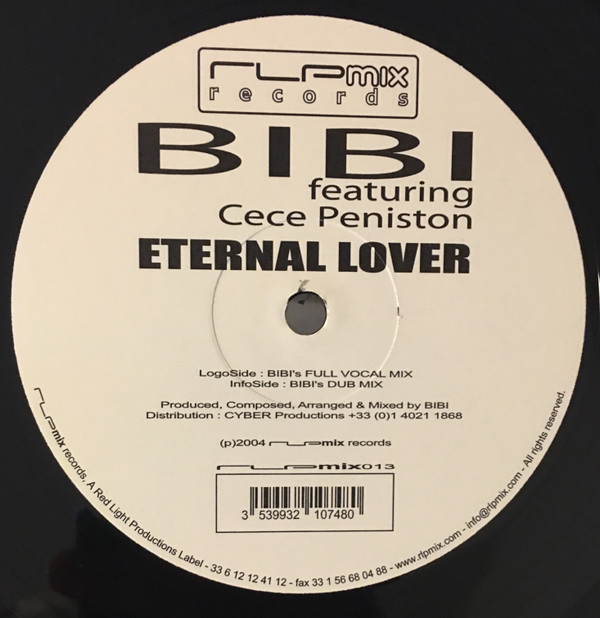 RLPmix
records
BIBI
featuring
Cece Peniston
ETERNAL LOVER
LogoSide : BIBI's FULL VOCAL MIX
InfoSide : BIBI's DUB MIX
Produced, Composed, Arranged & Mixed by BIBI
Distribution : CYBER Productions +33 (0)1 4021 1868
(p)2004 RLPmix records
RLPmix013
3 539932 107480
RLPmix records, A Red Light Productions Label - 33 6 12 12 41 12 - fax 33 1 56 68 04 88 - www.rlpmix.com - info@rlpmix.com - All rights reserved.